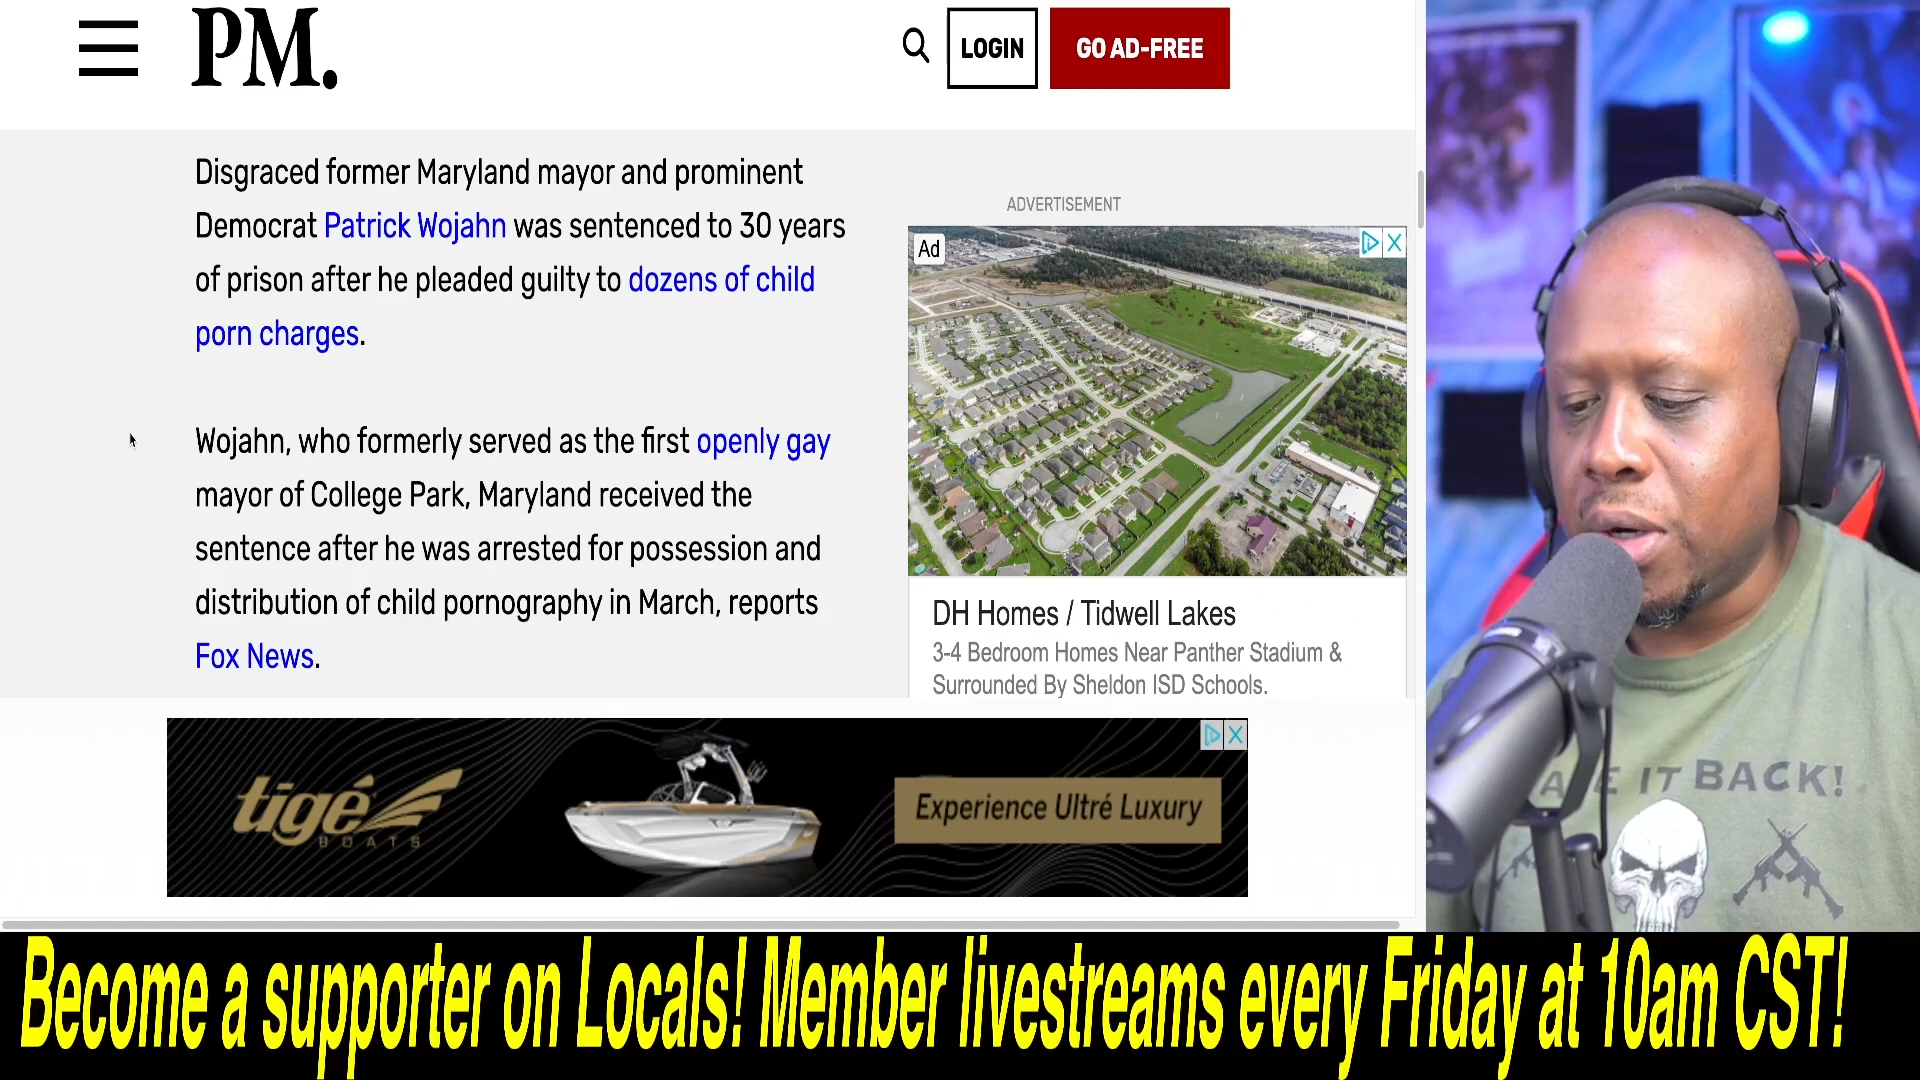 PM.
LOGIN
GO AD-FREE
Disgraced former Maryland mayor and prominent
Democrat Patrick Wojahn was sentenced to 30 years
of prison after he pleaded guilty to dozens of child
porn charges.
Wojahn, who formerly served as the first openly gay
mayor of College Park, Maryland received the
sentence after he was arrested for possession and
distribution of child pornography in March, reports
Fox News.
ADVERTISEMENT
Ad
DH Homes / Tidwell Lakes
3-4 Bedroom Homes Near Panther Stadium &
Surrounded By Sheldon ISD Schools.
tigé
BOATS
Experience Ultré Luxury
IT BACK!
Become a supporter on Locals! Member livestreams every Friday at 10am CST!